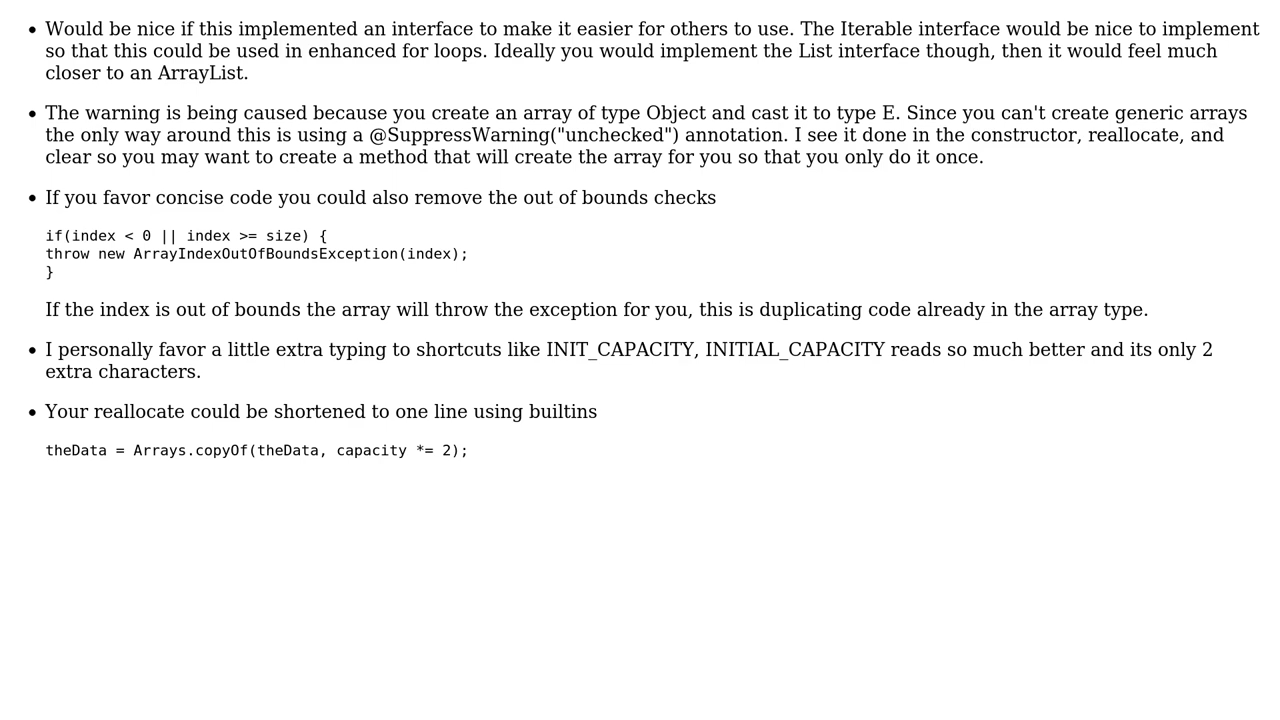 Would be nice if this implemented an interface to make it easier for others to use. The Iterable interface would be nice to implement
so that this could be used in enhanced for loops. Ideally you would implement the List interface though, then it would feel much
closer to an ArrayList.
The warning is being caused because you create an array of type Object and cast it to type E. Since you can't create generic arrays
the only way around this is using a @SuppressWarning("unchecked") annotation. I see it done in the constructor, reallocate, and
clear so you may want to create a method that will create the array for you so that you only do it once.
If you favor concise code you could also remove the out of bounds checks
if(index < 0 || index >= size) {
throw new ArrayIndexOutOfBoundsException(index);
}
If the index is out of bounds the array will throw the exception for you, this is duplicating code already in the array type.
I personally favor a little extra typing to shortcuts like INIT_CAPACITY, INITIAL_CAPACITY reads so much better and its only 2
extra characters.
Your reallocate could be shortened to one line using builtins
theData = Arrays.copyOf(theData, capacity *= 2);